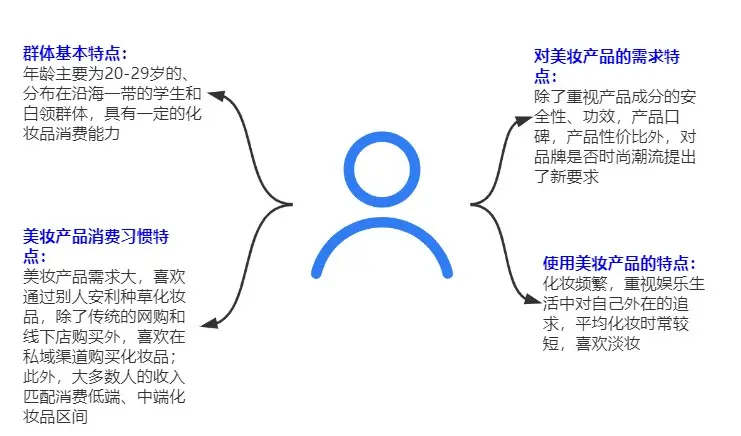 群体基本特点：
年龄主要为20-29岁的、
分布在沿海一带的学生和
白领群体，具有一定的化
妆品消费能力
美妆产品消费习惯特
点：
美妆产品需求大，喜欢
通过别人安利种草化妆
品，除了传统的网购和
线下店购买外，喜欢在
私域渠道购买化妆品；
此外，大多数人的收入
匹配消费低端、中端化
妆品区间
对美妆产品的需求特
点：
除了重视产品成分的安
全性、功效，产品口
碑，产品性价比外，对
品牌是否时尚潮流提出
了新要求
使用美妆产品的特点：
化妆频繁，重视娱乐生
活中对自己外在的追
求，平均化妆时常较
短，喜欢淡妆